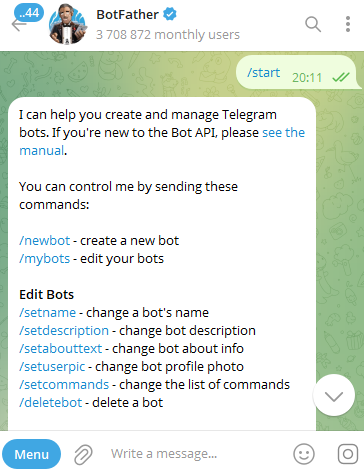 ..44
BotFather
3 708 872 monthly users
/start 20:11
I can help you create and manage Telegram
bots. If you're new to the Bot API, please see the
manual.
You can control me by sending these
commands:
/newbot - create a new bot
/mybots - edit your bots
Edit Bots
/setname - change a bot's name
/setdescription - change bot description
/setabouttext - change bot about info
/setuserpic - change bot profile photo
/setcommands - change the list of commands
/deletebot - delete a bot
Menu Write a message...